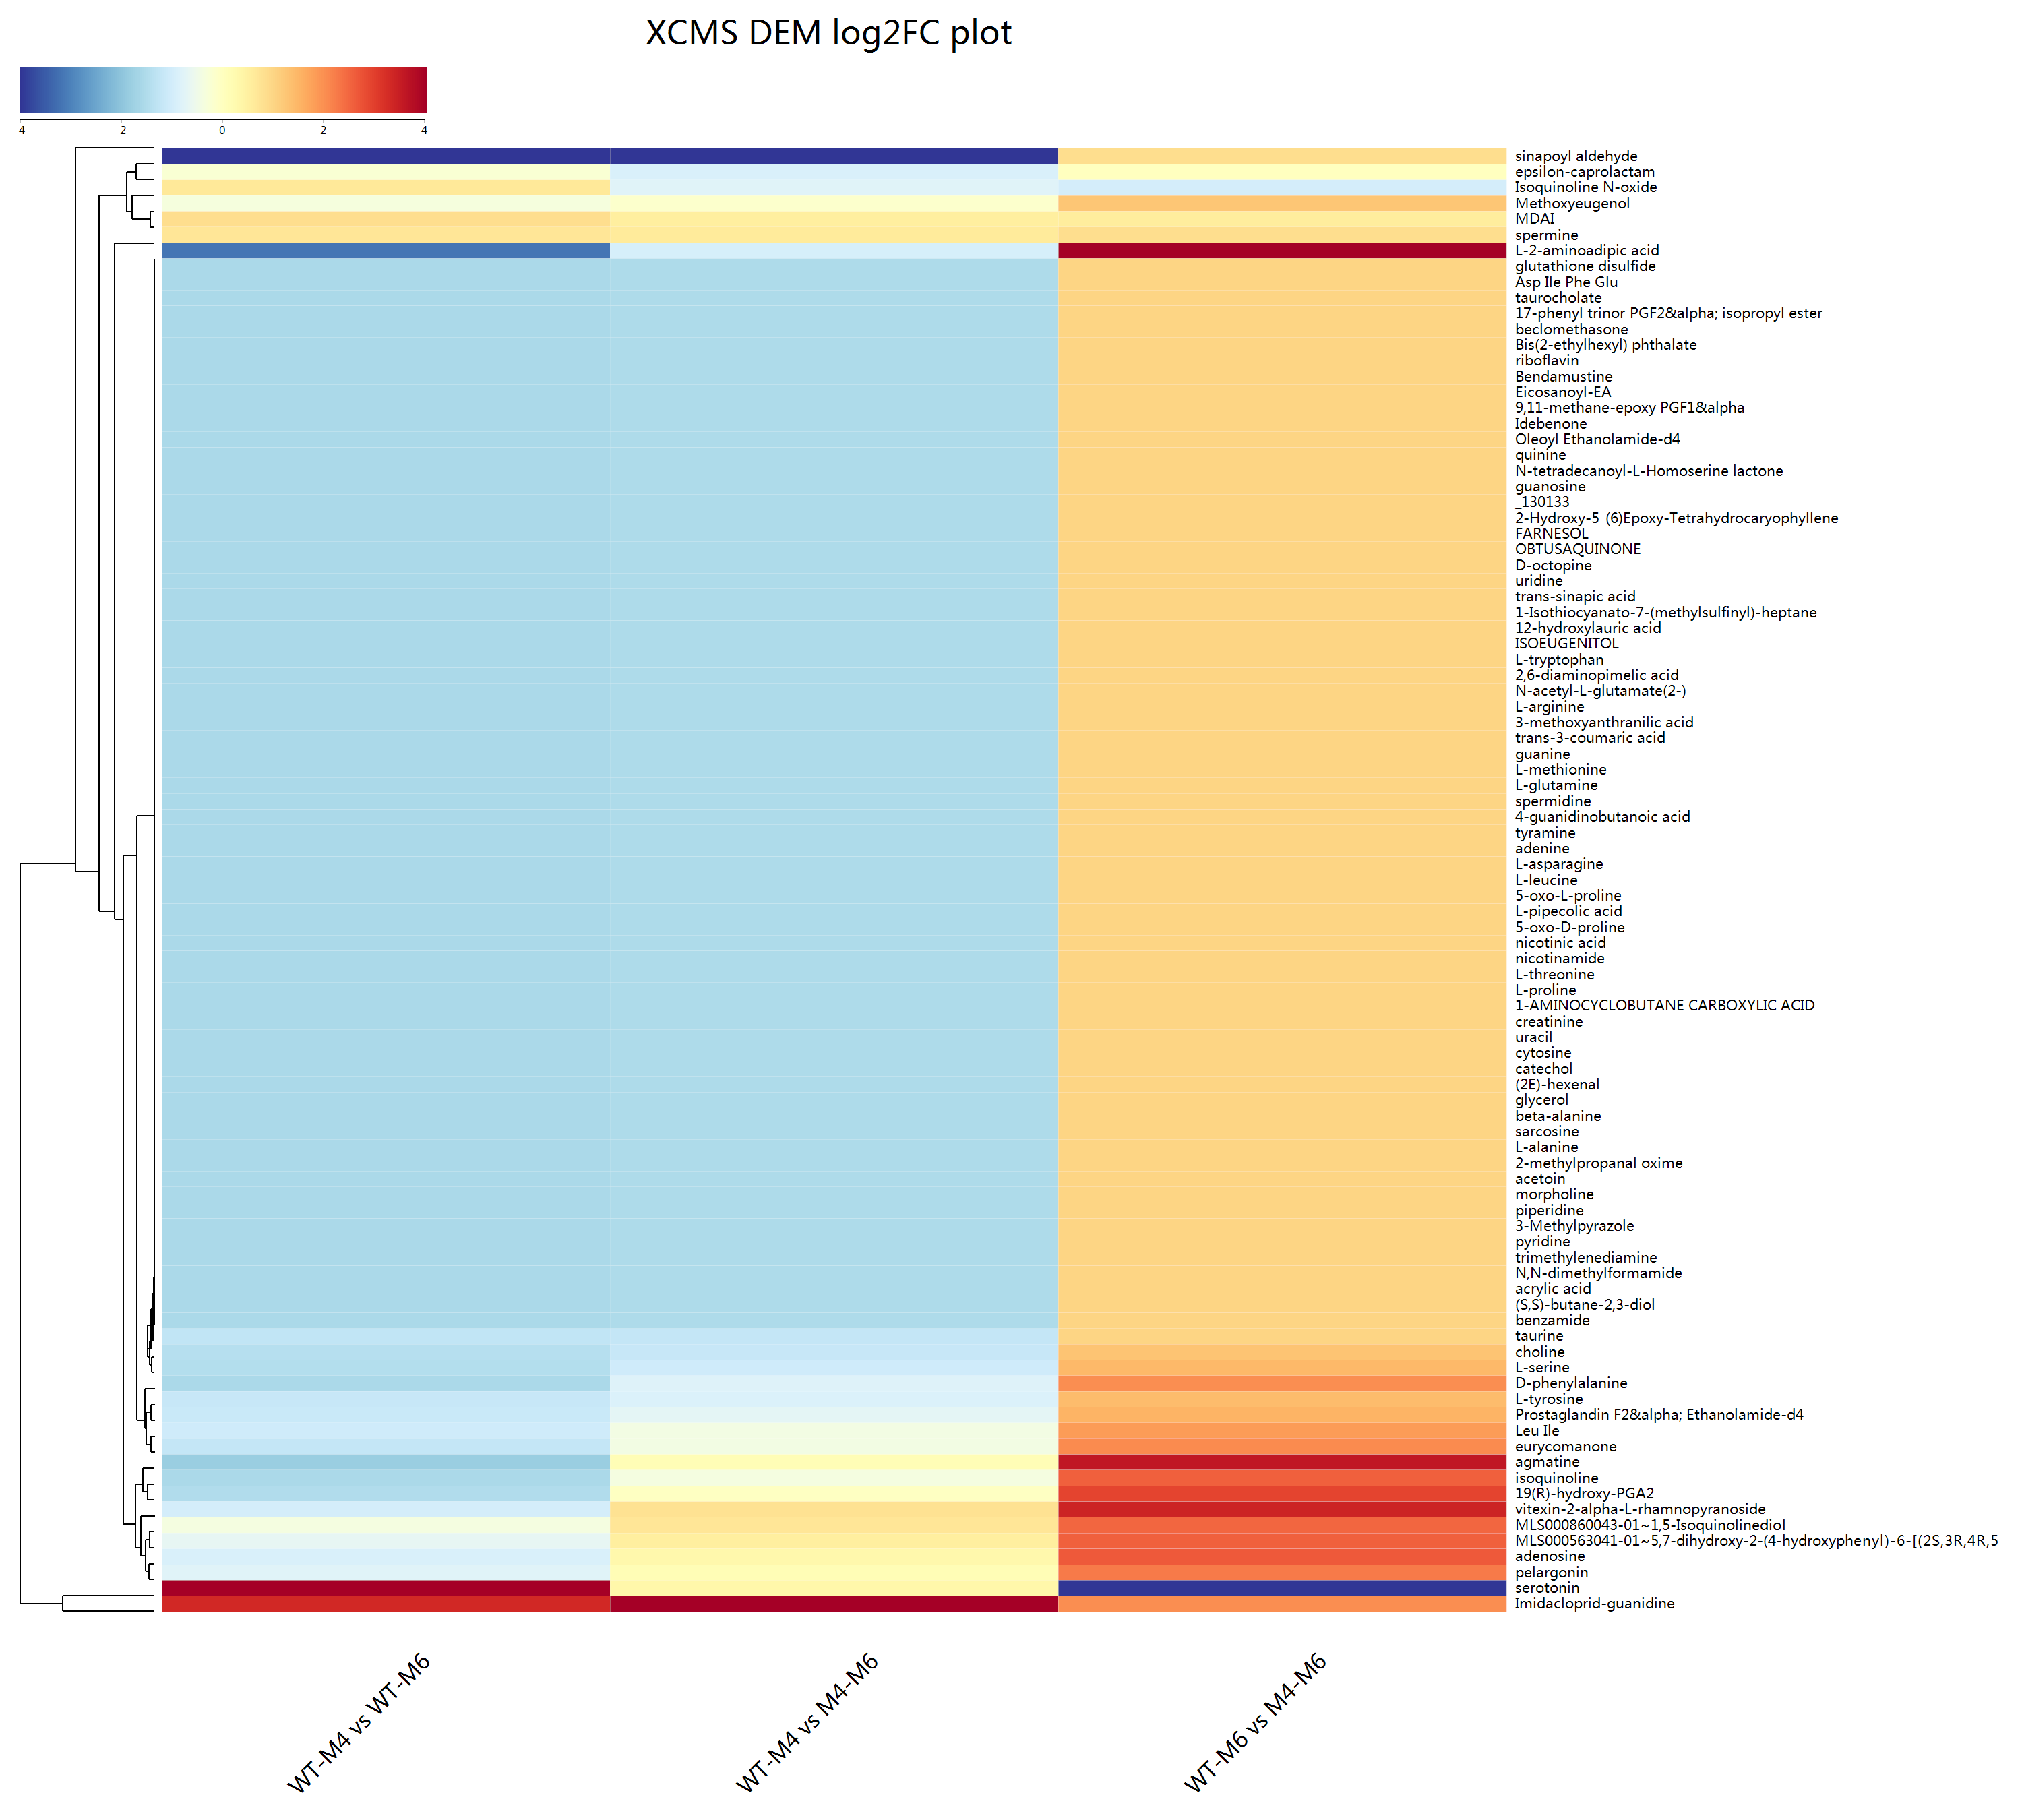 XCMS DEM log2FC plot
-4 -2 0 2 4
sinapoyl aldehyde
epsilon-caprolactam
Isoquinoline N-oxide
Methoxyeugenol
MDAI
spermine
L-2-aminoadipic acid
glutathione disulfide
Asp Ile Phe Glu
taurocholate
17-phenyl trinor PGF2&alpha; isopropyl ester
beclomethasone
Bis(2-ethylhexyl) phthalate
riboflavin
Bendamustine
Eicosanoyl-EA
9,11-methane-epoxy PGF1&alpha
Idebenone
Oleoyl Ethanolamide-d4
quinine
N-tetradecanoyl-L-Homoserine lactone
guanosine
_130133
2-Hydroxy-5 (6)Epoxy-Tetrahydrocaryophyllene
FARNESOL
OBTUSAQUINONE
D-octopine
uridine
trans-sinapic acid
1-Isothiocyanato-7-(methylsulfinyl)-heptane
12-hydroxylauric acid
ISOEUGENITOL
L-tryptophan
2,6-diaminopimelic acid
N-acetyl-L-glutamate(2-)
L-arginine
3-methoxyanthranilic acid
trans-3-coumaric acid
guanine
L-methionine
L-glutamine
spermidine
4-guanidinobutanoic acid
tyramine
adenine
L-asparagine
L-leucine
5-oxo-L-proline
L-pipecolic acid
5-oxo-D-proline
nicotinic acid
nicotinamide
L-threonine
L-proline
1-AMINOCYCLOBUTANE CARBOXYLIC ACID
creatinine
uracil
cytosine
catechol
(2E)-hexenal
glycerol
beta-alanine
sarcosine
L-alanine
2-methylpropanal oxime
acetoin
morpholine
piperidine
3-Methylpyrazole
pyridine
trimethylenediamine
N,N-dimethylformamide
acrylic acid
(S,S)-butane-2,3-diol
benzamide
taurine
choline
L-serine
D-phenylalanine
L-tyrosine
Prostaglandin F2&alpha; Ethanolamide-d4
Leu Ile
eurycomanone
agmatine
isoquinoline
19(R)-hydroxy-PGA2
vitexin-2-alpha-L-rhamnopyranoside
MLS000860043-01~1,5-Isoquinolinediol
MLS000563041-01~5,7-dihydroxy-2-(4-hydroxyphenyl)-6-[(2S,3R,4R,5
adenosine
pelargonin
serotonin
Imidacloprid-guanidine
WT-M4 vs WT-M6
WT-M4 vs M4-M6
WT-M6 vs M4-M6